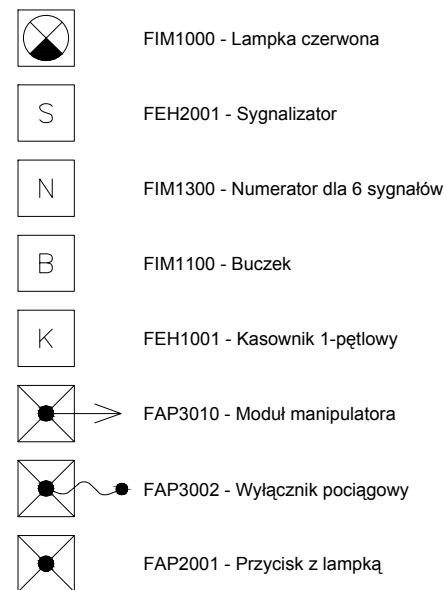 FIM1000 - Lampka czerwona
S FEH2001 - Sygnalizator
N FIM1300 - Numerator dla 6 sygnałów
B FIM1100 - Buczek
K FEH1001 - Kasownik 1-pętlowy
FAP3010 - Moduł manipulatora
FAP3002 - Wyłącznik pociągowy
FAP2001 - Przycisk z lampką